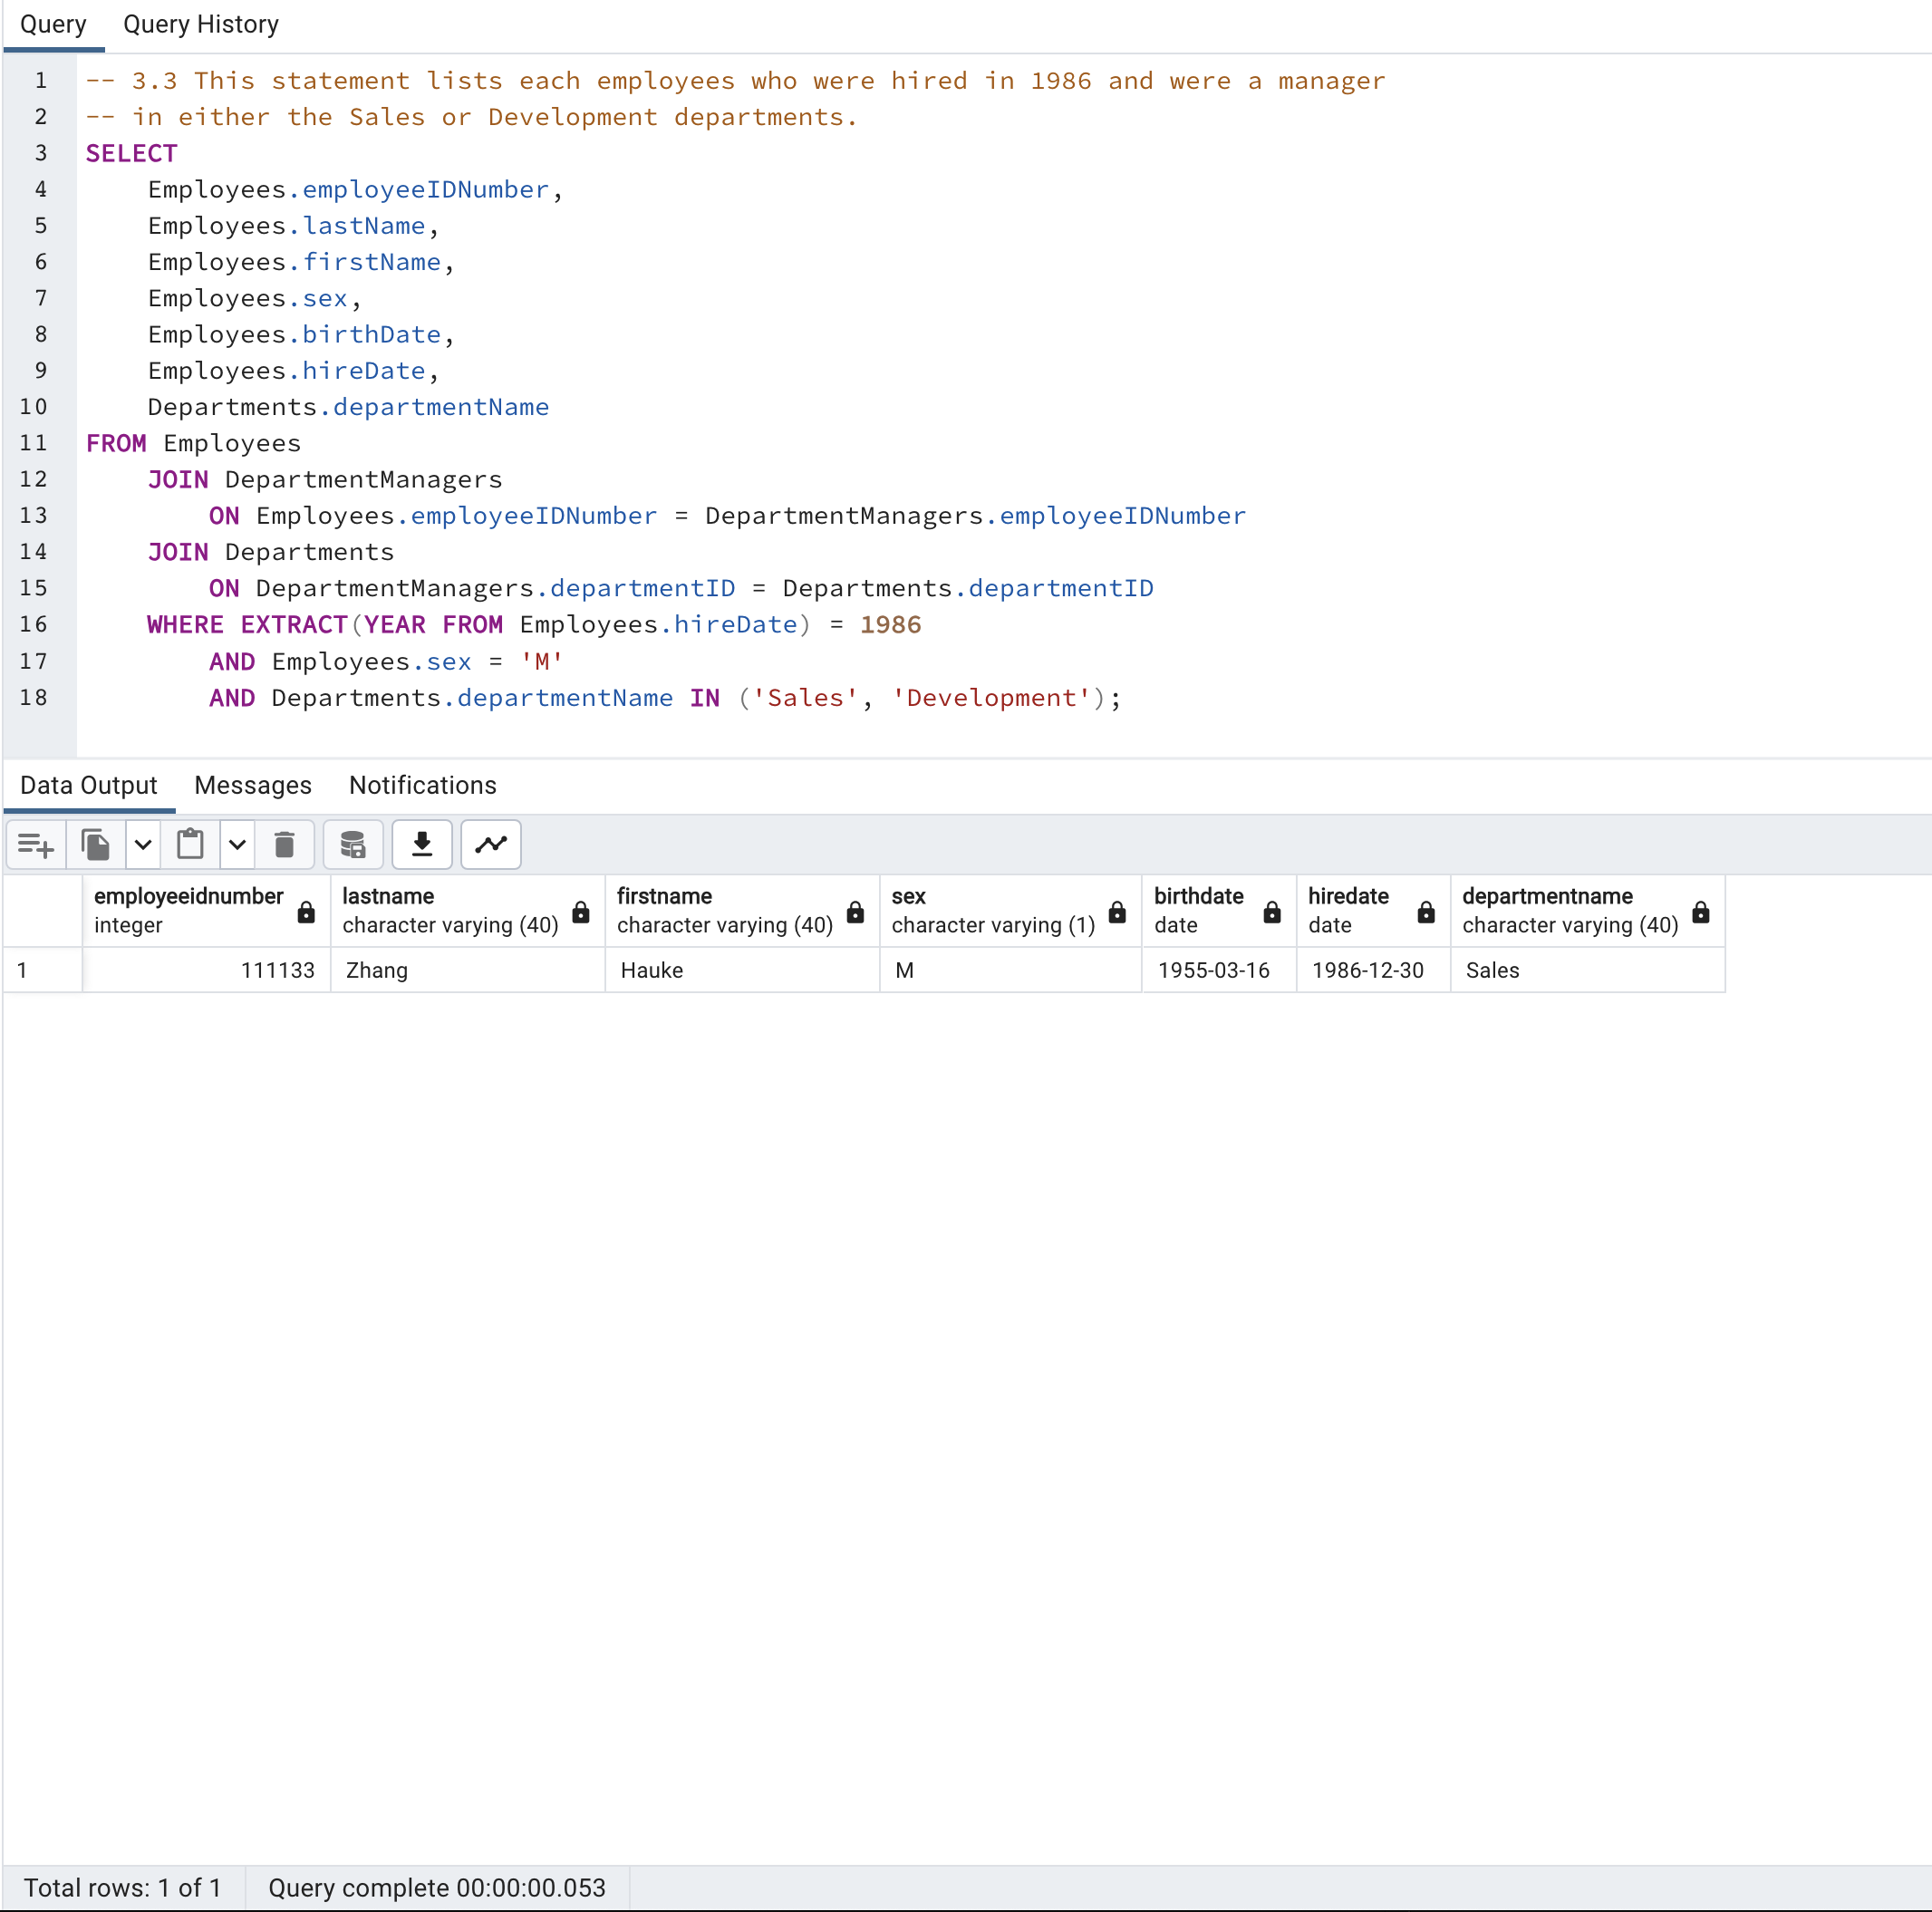 Query Query History
1 -- 3.3 This statement lists each employees who were hired in 1986 and were a manager
2 -- in either the Sales or Development departments.
3 SELECT
4 Employees.employeeIDNumber,
5 Employees.lastName,
6 Employees.firstName,
7 Employees.sex,
8 Employees.birthDate,
9 Employees.hireDate,
10 Departments.departmentName
11 FROM Employees
12 JOIN DepartmentManagers
13 ON Employees.employeeIDNumber = DepartmentManagers.employeeIDNumber
14 JOIN Departments
15 ON DepartmentManagers.departmentID = Departments.departmentID
16 WHERE EXTRACT(YEAR FROM Employees.hireDate) = 1986
17 AND Employees.sex = 'M'
18 AND Departments.departmentName IN ('Sales', 'Development');
Data Output Messages Notifications
employeeidnumber lastname firstname sex birthdate hiredate departmentname
integer character varying (40) character varying (40) character varying (1) date date character varying (40)
1 111133 Zhang Hauke M 1955-03-16 1986-12-30 Sales
Total rows: 1 of 1 Query complete 00:00:00.053